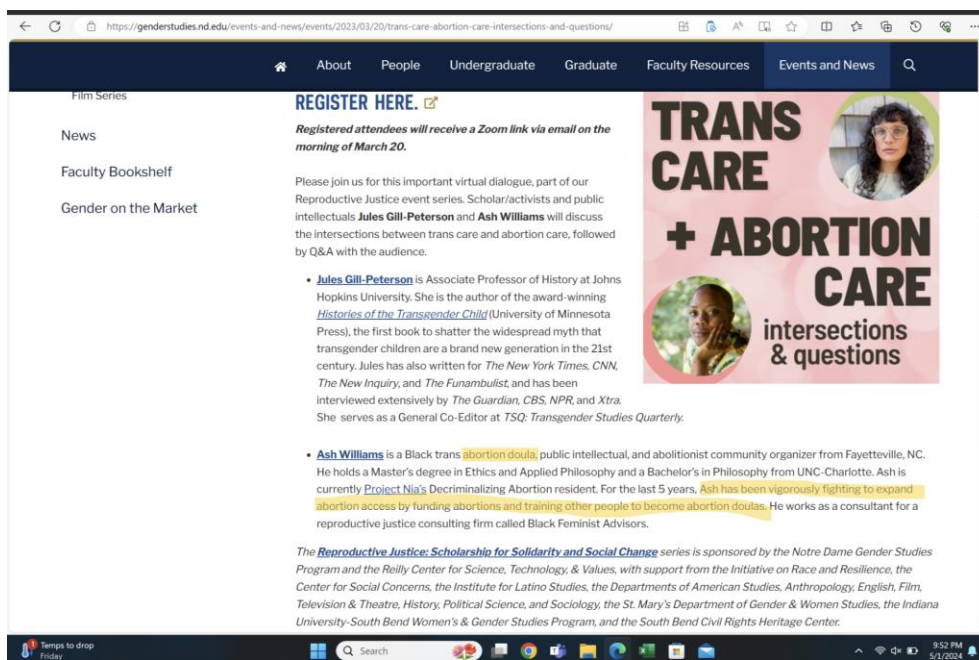 https://genderstudies.nd.edu/events-and-news/events/2023/03/20/trans-care-abortion-care-intersections-and-questions/
About People Undergraduate Graduate Faculty Resources Events and News
Film Series
News
Faculty Bookshelf
Gender on the Market
REGISTER HERE.
Registered attendees will receive a Zoom link via email on the
morning of March 20.
Please join us for this important virtual dialogue, part of our
Reproductive Justice event series. Scholar/activists and public
intellectuals Jules Gill-Peterson and Ash Williams will discuss
the intersections between trans care and abortion care, followed
by Q&A with the audience.
• Jules Gill-Peterson is Associate Professor of History at Johns
Hopkins University. She is the author of the award-winning
Histories of the Transgender Child (University of Minnesota
Press), the first book to shatter the widespread myth that
transgender children are a brand new generation in the 21st
century. Jules has also written for The New York Times, CNN,
The New Inquiry, and The Funambulist, and has been
interviewed extensively by The Guardian, CBS, NPR, and Xtra.
She serves as a General Co-Editor at TSQ: Transgender Studies Quarterly.
TRANS
CARE
+ ABORTION
CARE
intersections
& questions
• Ash Williams is a Black trans abortion doula, public intellectual, and abolitionist community organizer from Fayetteville, NC.
He holds a Master's degree in Ethics and Applied Philosophy and a Bachelor's in Philosophy from UNC-Charlotte. Ash is
currently Project Nia's Decriminalizing Abortion resident. For the last 5 years, Ash has been vigorously fighting to expand
abortion access by funding abortions and training other people to become abortion doulas. He works as a consultant for a
reproductive justice consulting firm called Black Feminist Advisors.
The Reproductive Justice: Scholarship for Solidarity and Social Change series is sponsored by the Notre Dame Gender Studies
Program and the Reilly Center for Science, Technology, & Values, with support from the Initiative on Race and Resilience, the
Center for Social Concerns, the Institute for Latino Studies, the Departments of American Studies, Anthropology, English, Film,
Television & Theatre, History, Political Science, and Sociology, the St. Mary's Department of Gender & Women Studies, the Indiana
University-South Bend Women's & Gender Studies Program, and the South Bend Civil Rights Heritage Center.
Temps to drop
Friday
Search
9:52 PM
5/1/2024